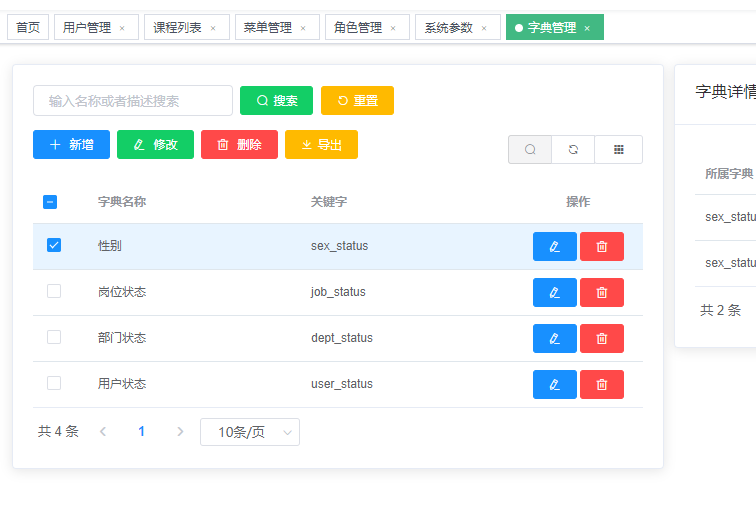 首页 用户管理 × 课程列表 × 菜单管理 × 角色管理 × 系统参数 × 字典管理 ×
输入名称或者描述搜索 搜索 重置
新增 修改 删除 导出
字典名称 关键字 操作
性别 sex_status
岗位状态 job_status
部门状态 dept_status
用户状态 user_status
共 4 条 1 10条/页
字典详情
所属字典
sex_statu
sex_statu
共 2 条